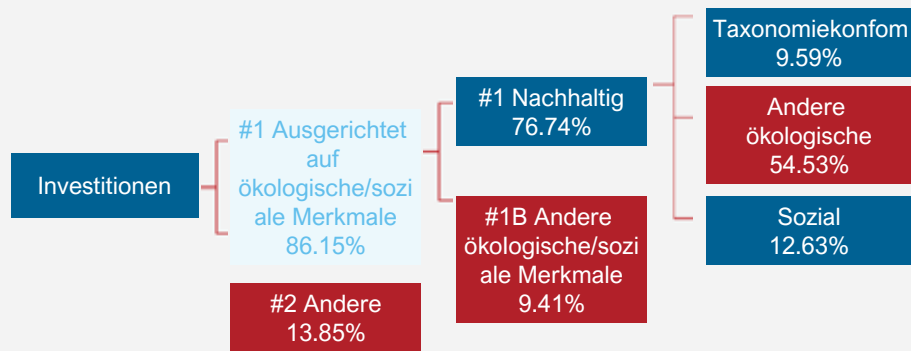 Investitionen
#1 Ausgerichtet
auf
ökologische/sozi
ale Merkmale
86.15%
#2 Andere
13.85%
#1 Nachhaltig
76.74%
#1B Andere
ökologische/sozi
ale Merkmale
9.41%
Taxonomiekonfom
9.59%
Andere
ökologische
54.53%
Sozial
12.63%